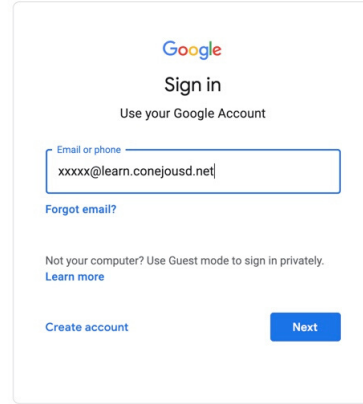 Google
Sign in
Use your Google Account
Email or phone
xxxxx@learn.conejousd.net
Forgot email?
Not your computer? Use Guest mode to sign in privately.
Learn more
Create account
Next